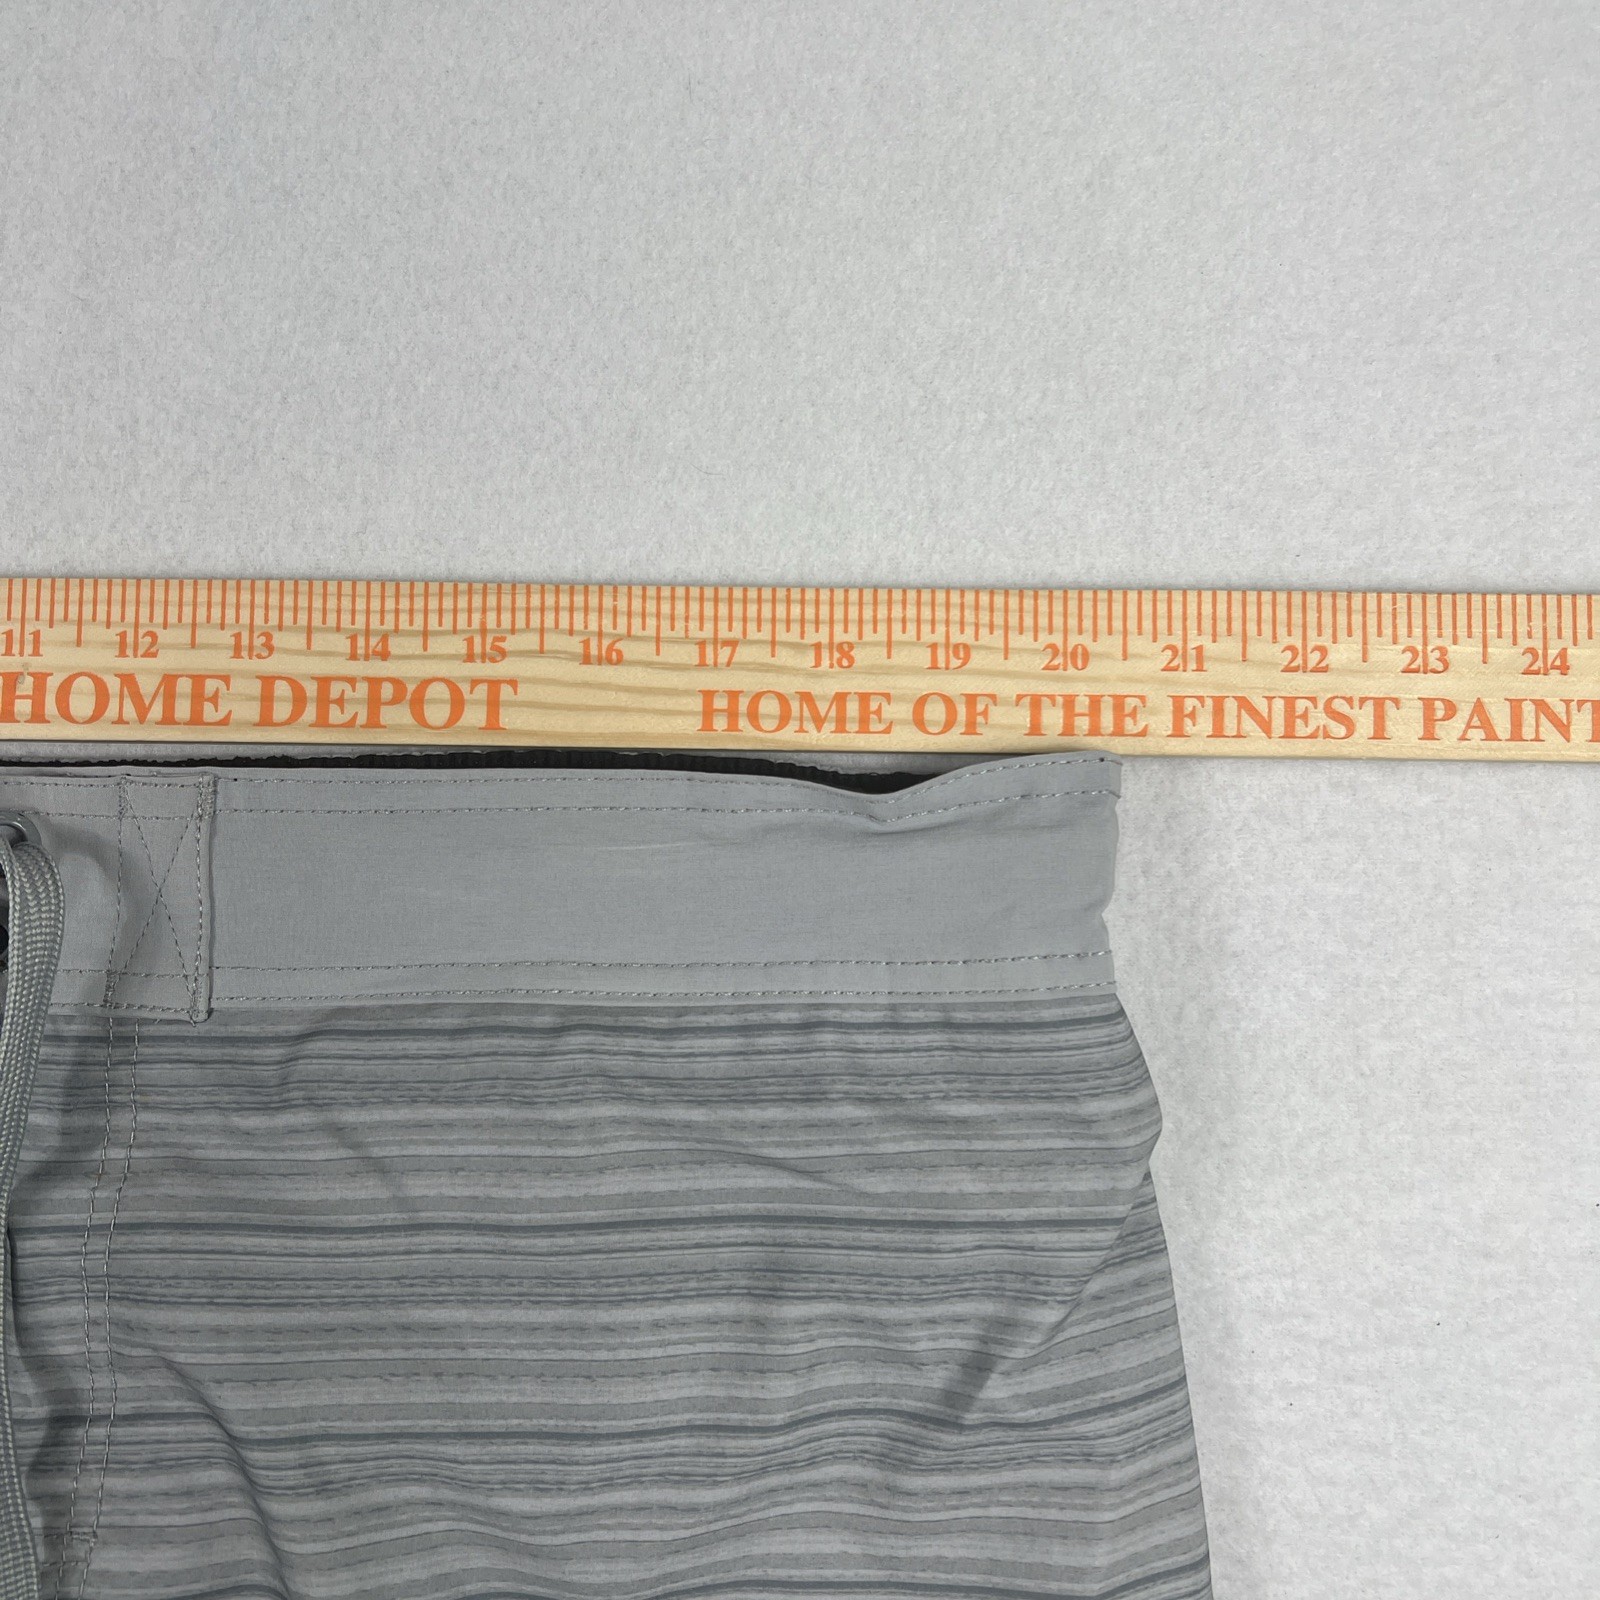 11 12 13 14 15 16 17 18 19 20 21 22 23 24
HOME DEPOT HOME OF THE FINEST PAINT